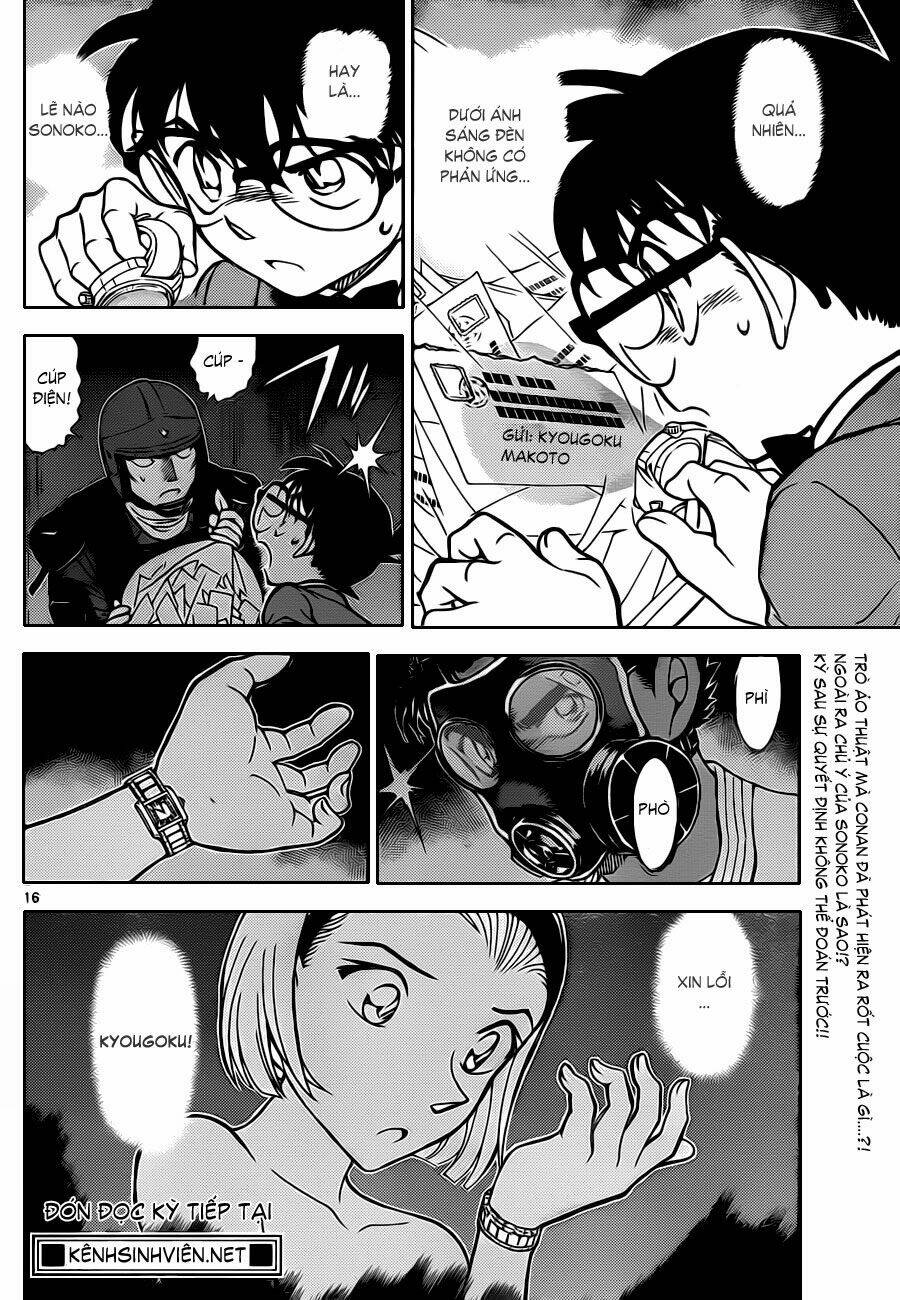 QUẢ
NHIÊN...
DƯỚI ÁNH
SÁNG ĐÈN
KHÔNG CÓ
PHẢN ỨNG...
GỬI: KYOUGOKU
MAKOTO
HAY
LÀ...
LẼ NÀO
SONOKO...
CÚP -
CÚP
ĐIỆN!
PHÌ
PHÒ
16
XIN LỖI
...
KYOUGOKU!
TRÒ ẢO THUẬT MÀ CONAN ĐÃ PHÁT HIỆN RA RỐT CUỘC LÀ GÌ...?!
NGOÀI RA CHỦ Ý CỦA SONOKO LÀ SAO!?
KỲ SAU SỰ QUYẾT ĐỊNH KHÔNG THỂ ĐOÁN TRƯỚC!!
ĐÓN ĐỌC KỲ TIẾP TẠI
KÊNHSINHVIÊN.NET